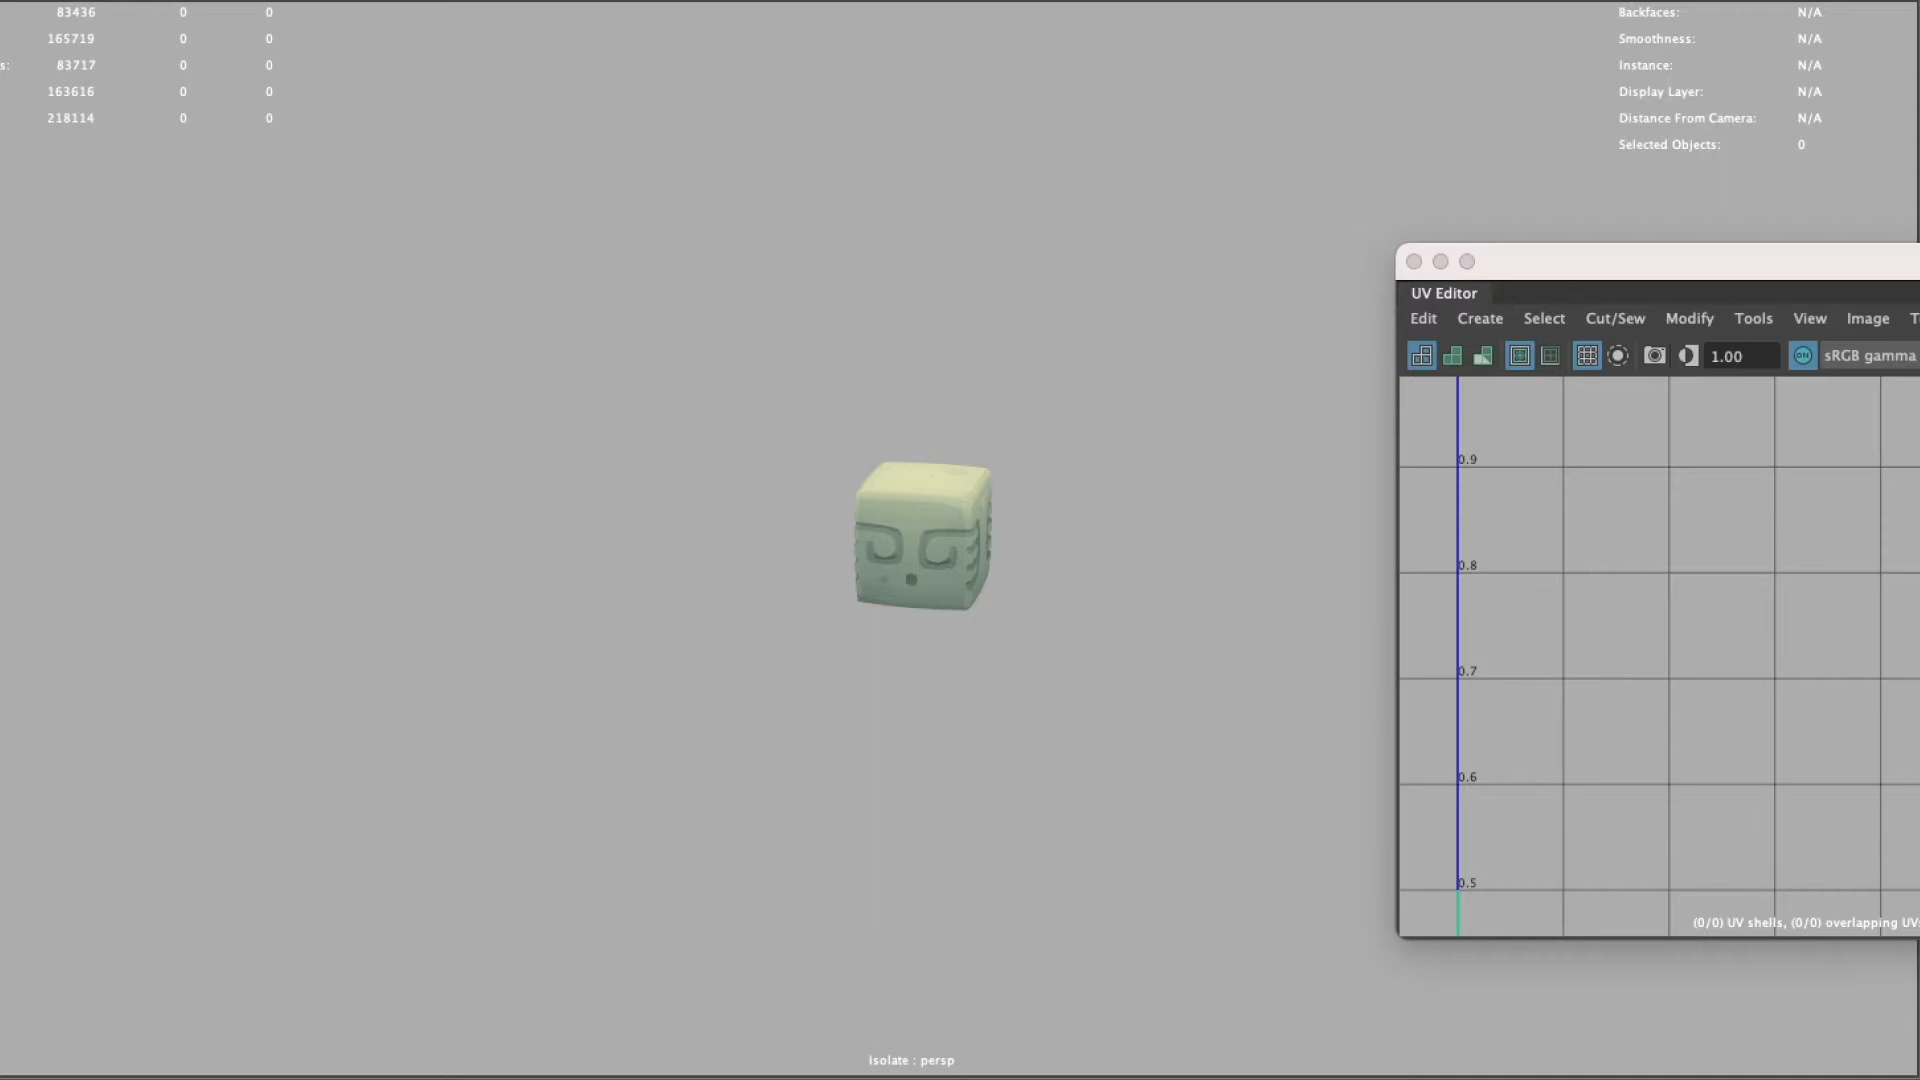 83436 0 0
165719 0 0
s: 83717 0 0
163616 0 0
218114 0 0
Backfaces: N/A
Smoothness: N/A
Instance: N/A
Display Layer: N/A
Distance From Camera: N/A
Selected Objects: 0
UV Editor
Edit Create Select Cut/Sew Modify Tools View Image T
1.00 ON sRGB gamma
0.9
0.8
0.7
0.6
0.5
(0/0) UV shells, (0/0) overlapping UV
Isolate : persp